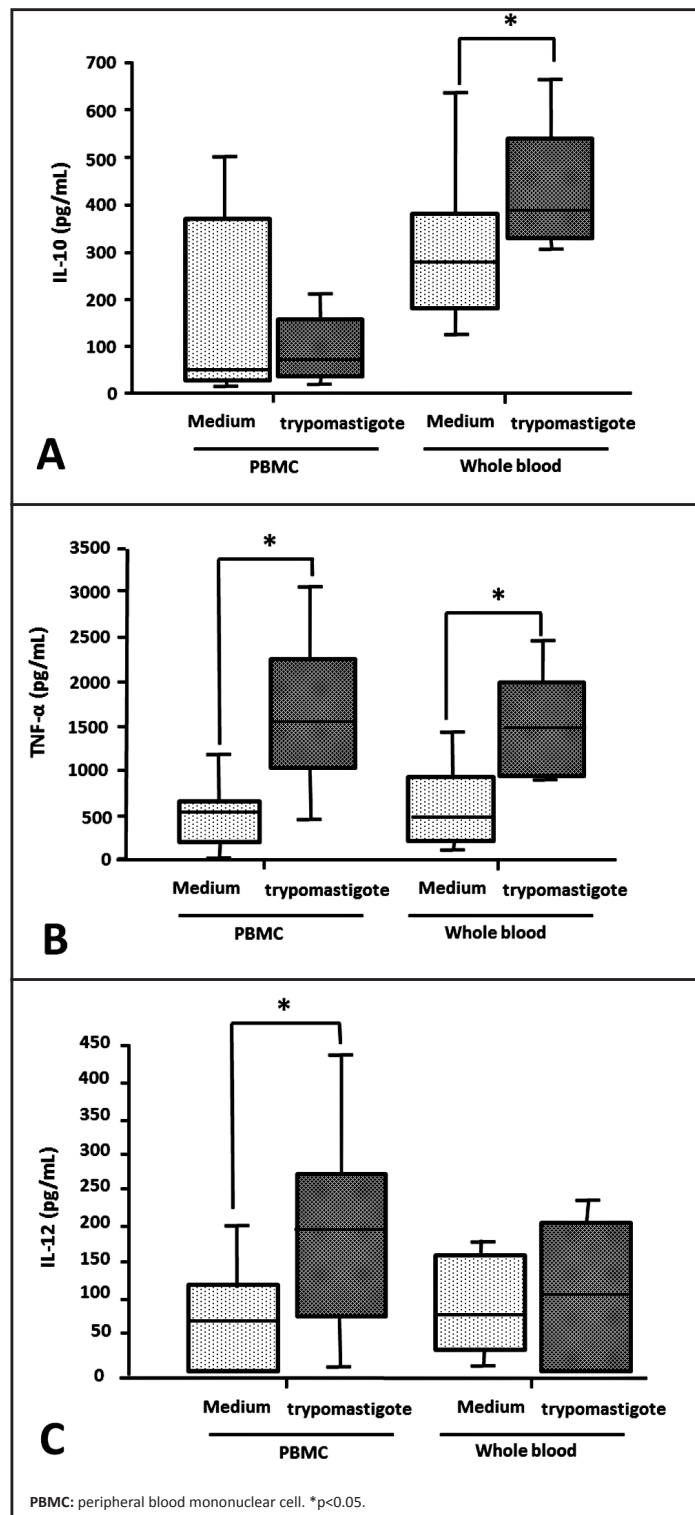 *
700
600
500
400
300
200
100
0
IL-10 (pg/mL)
Medium trypomastigote Medium trypomastigote
PBMC Whole blood
A
3500
3000
2500
2000
1500
1000
500
0
TNF-α (pg/mL)
* *
Medium trypomastigote Medium trypomastigote
PBMC Whole blood
B
*
450
400
350
300
250
200
150
100
50
0
IL-12 (pg/mL)
Medium trypomastigote Medium trypomastigote
PBMC Whole blood
C
PBMC: peripheral blood mononuclear cell. *p<0.05.